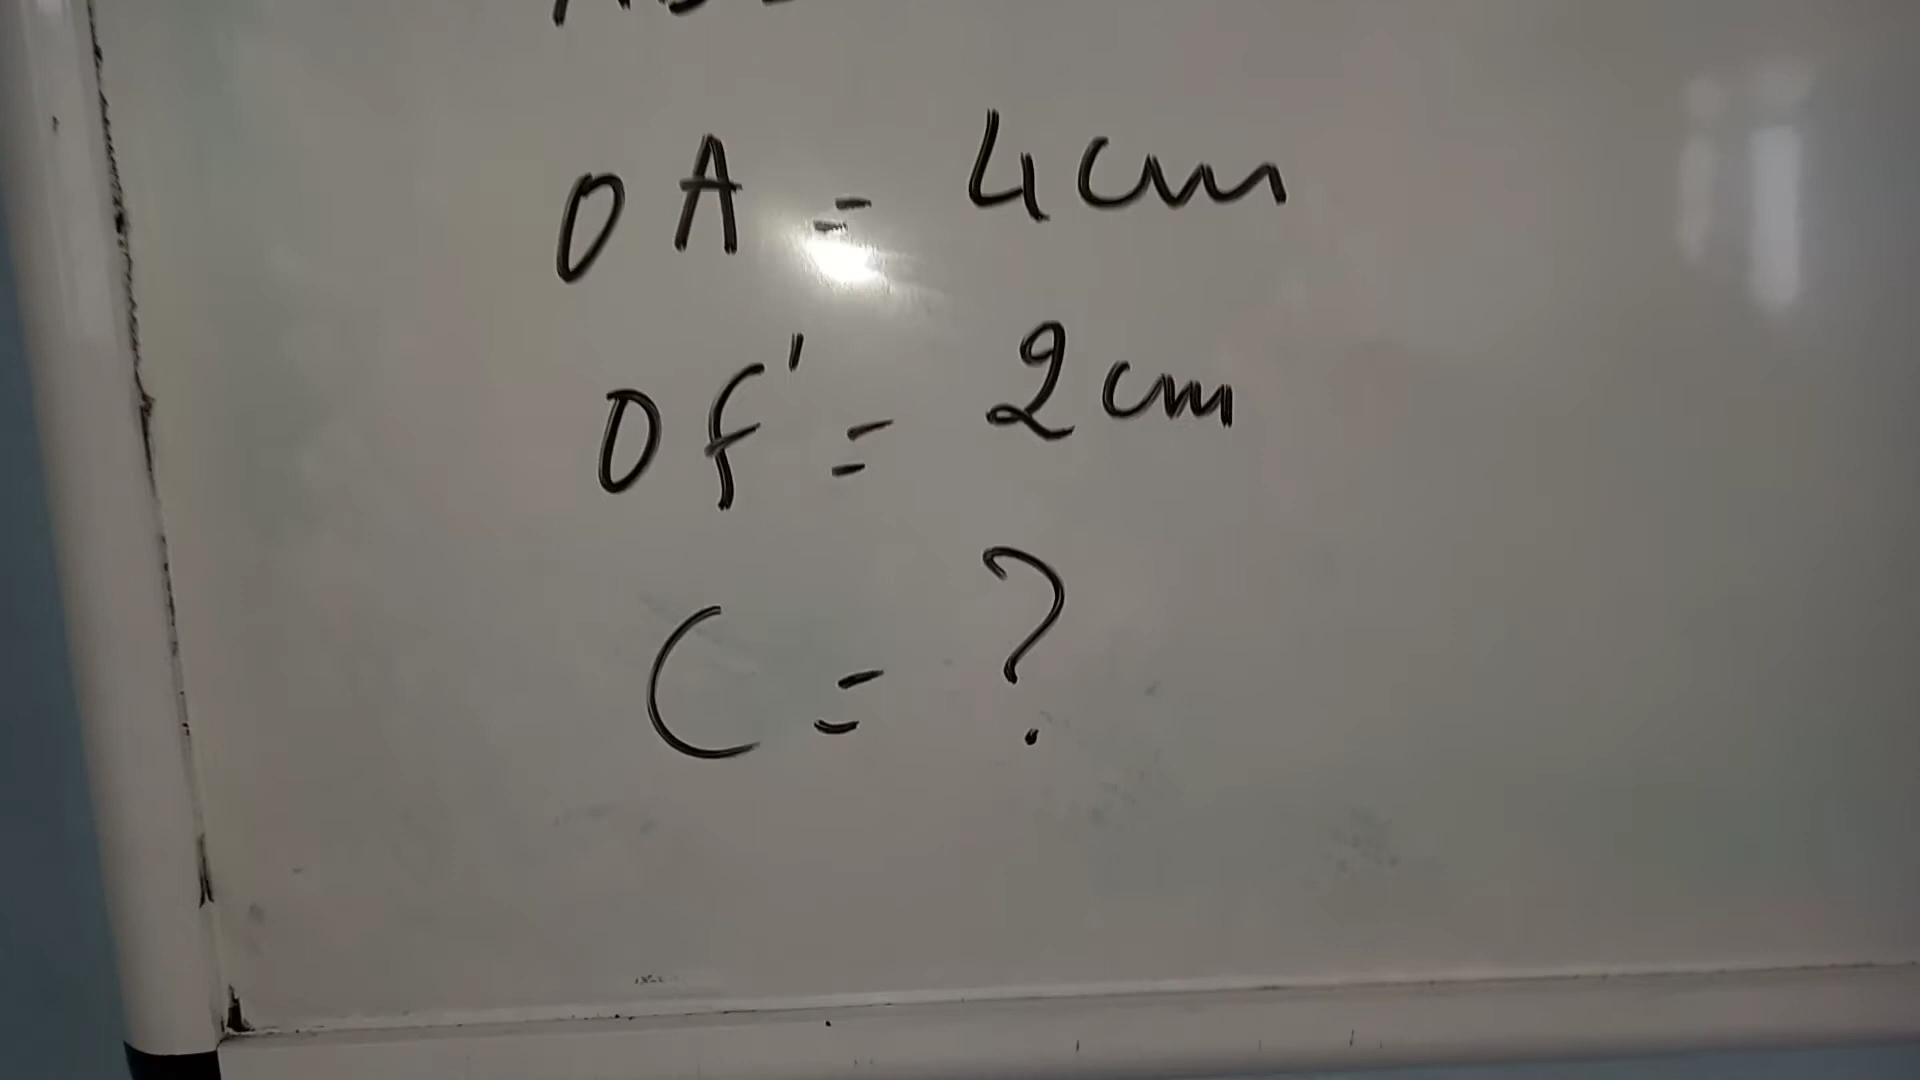 OA = 4cm
Of' = 2cm
C = ?